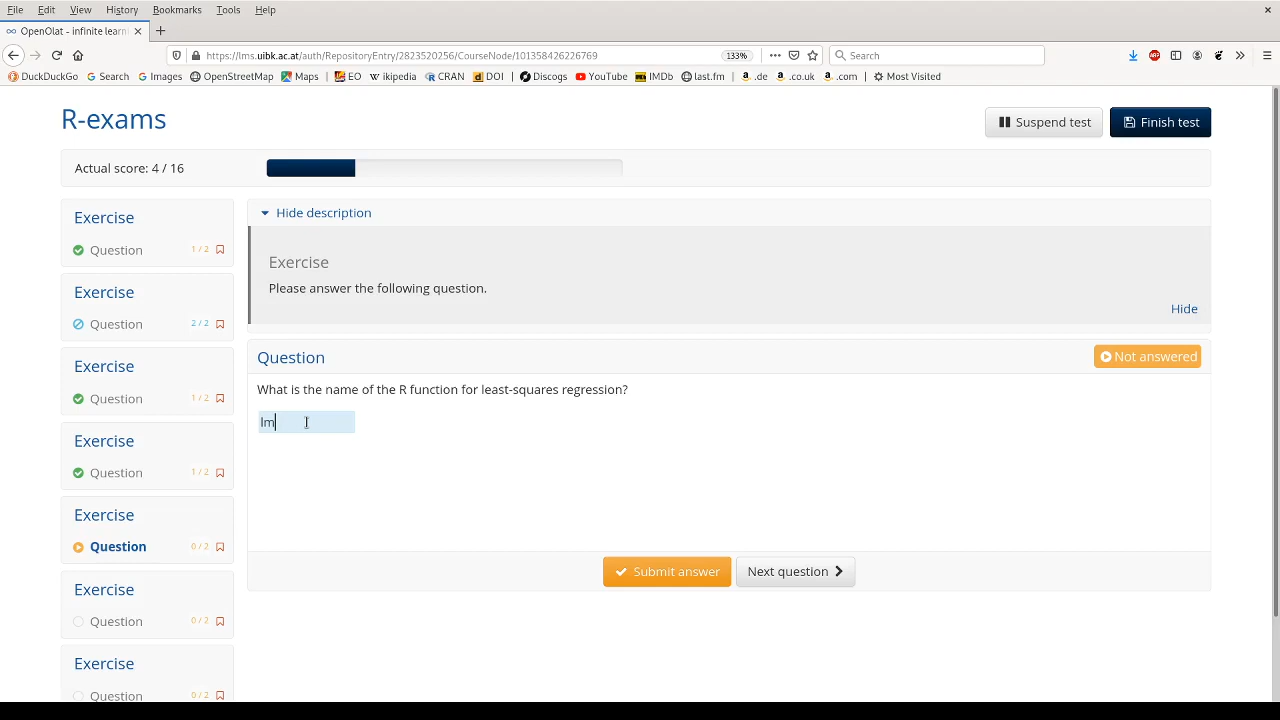 File Edit View History Bookmarks Tools Help ×
OpenOlat - infinite learni × +
https://lms.uibk.ac.at/auth/RepositoryEntry/2823520256/CourseNode/101358426226769 133% ••• Search
DuckDuckGo Search Images OpenStreetMap Maps EO wikipedia CRAN DOI Discogs YouTube IMDb last.fm .de .co.uk .com Most Visited
R-exams
Suspend test
Finish test
Actual score: 4 / 16
Exercise
Question 1 / 2
Exercise
Question 2 / 2
Exercise
Question 1 / 2
Exercise
Question 1 / 2
Exercise
Question 0 / 2
Exercise
Question 0 / 2
Exercise
Question 0 / 2
Hide description
Exercise
Please answer the following question.
Hide
Question
Not answered
What is the name of the R function for least-squares regression?
lm
Submit answer
Next question